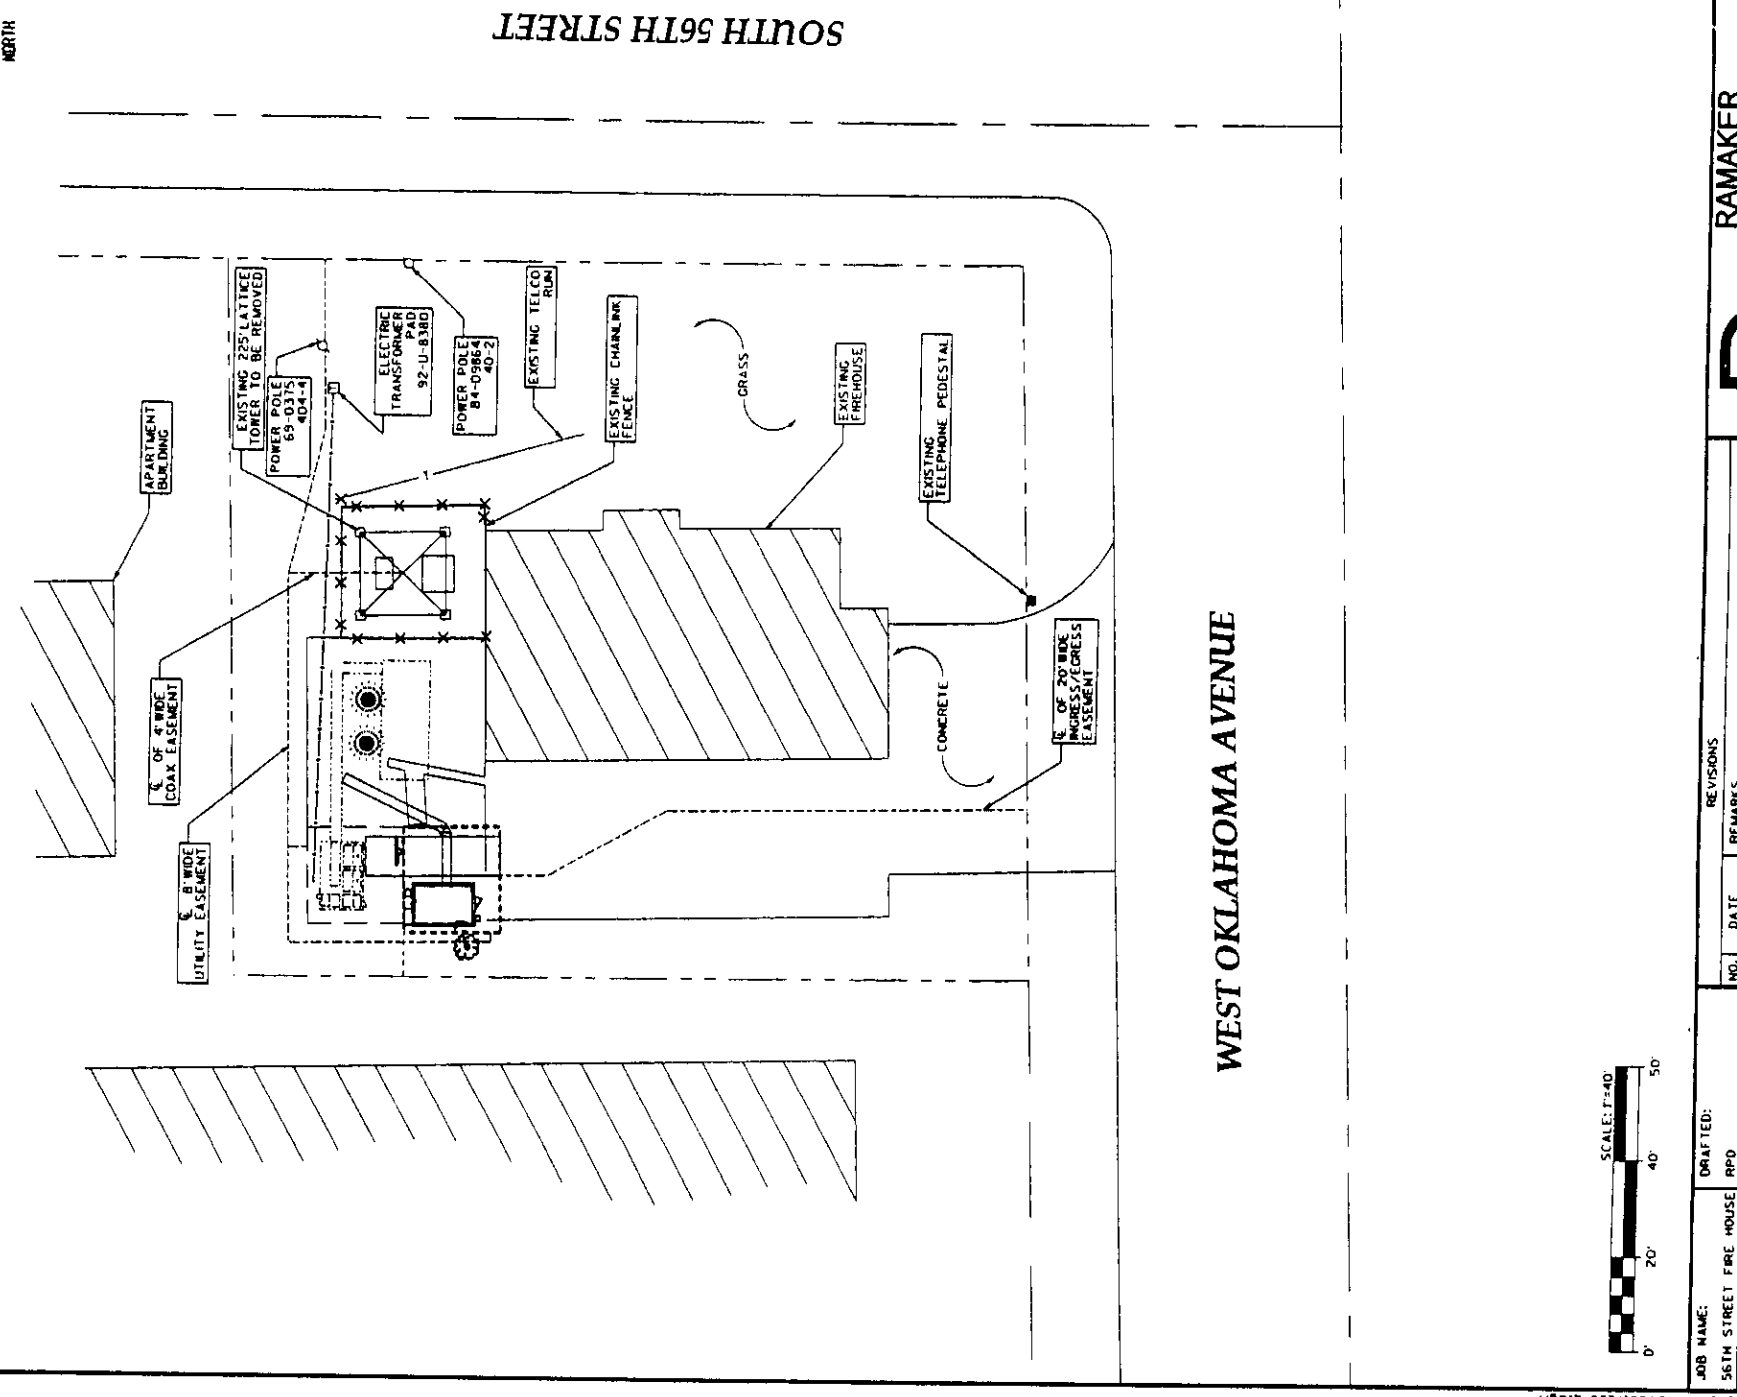 NORTH
SOUTH 56TH STREET
EXISTING 225' LATTICE
TOWER TO BE REMOVED
POWER POLE
69-0375
404-4
ELECTRIC
TRANSFORMER
PAD
92-U-8380
POWER POLE
84-09864
40-2
EXISTING TELCO
RUN
EXISTING CHAINLINK
FENCE
GRASS
EXISTING
FIREHOUSE
EXISTING
TELEPHONE PEDESTAL
APARTMENT
BUILDING
℄ OF 4' WIDE
COAX EASEMENT
℄ 8' WIDE
UTILITY EASEMENT
T
CONCRETE
℄ OF 20' WIDE
INGRESS/EGRESS
EASEMENT
WEST OKLAHOMA AVENUE
SCALE: 1"=40'
0' 20' 40' 50'
JOB NAME:
56TH STREET FIRE HOUSE
DRAFTED:
RPD
REVISIONS
NO. DATE REMARKS
RAMAKER